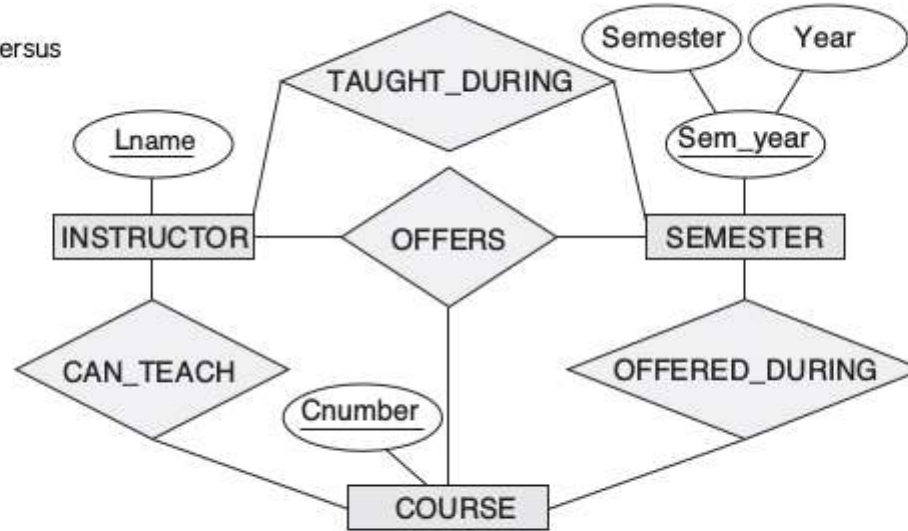 ersus
Semester
Year
TAUGHT_DURING
Lname
Sem_year
INSTRUCTOR
OFFERS
SEMESTER
CAN_TEACH
OFFERED_DURING
Cnumber
COURSE